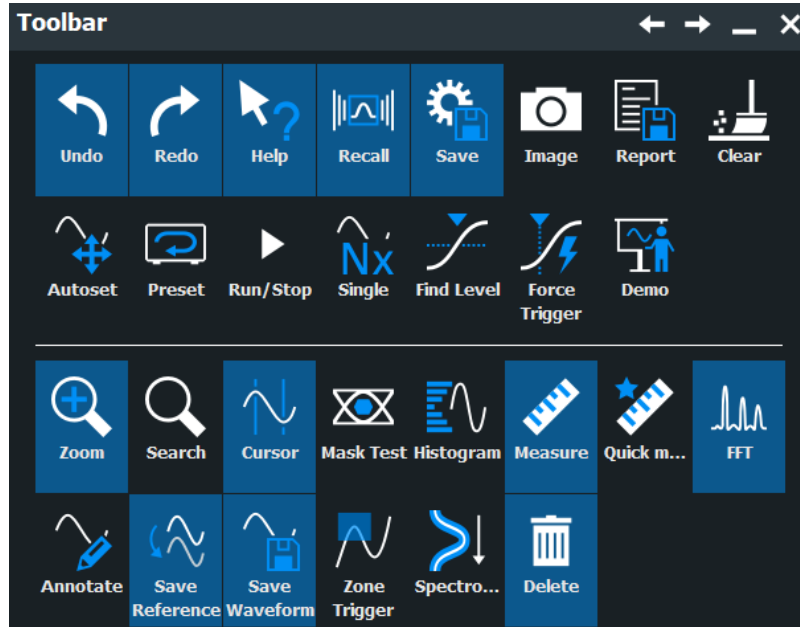 Toolbar
Undo Redo Help Recall Save Image Report Clear
Nx
Autoset Preset Run/Stop Single Find Level Force Trigger Demo
Zoom Search Cursor Mask Test Histogram Measure Quick m... FFT
Annotate Save Reference Save Waveform Zone Trigger Spectro... Delete